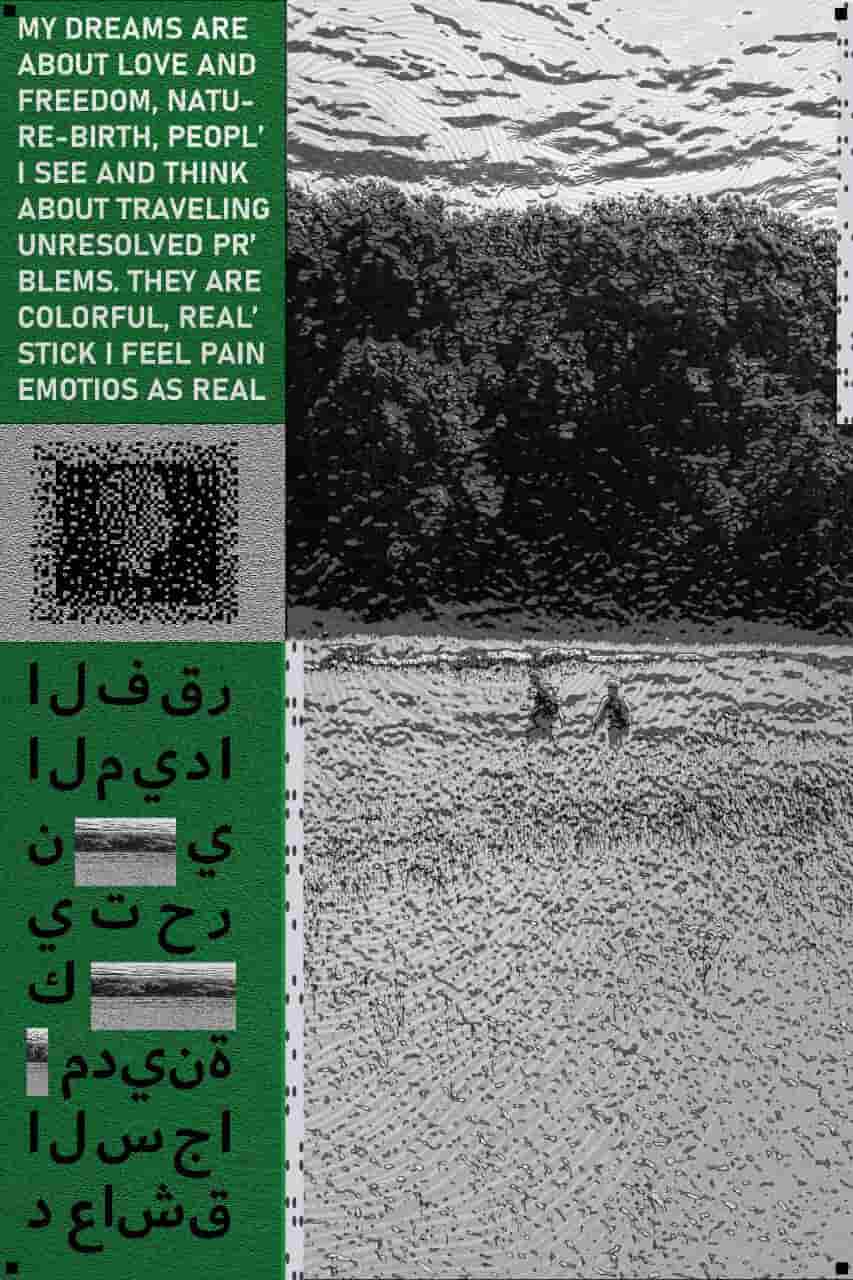 MY DREAMS ARE
ABOUT LOVE AND
FREEDOM, NATU-
RE-BIRTH, PEOPL'
I SEE AND THINK
ABOUT TRAVELING
UNRESOLVED PR'
BLEMS. THEY ARE
COLORFUL, REAL'
STICK I FEEL PAIN
EMOTIOS AS REAL
الفقر
الميدا
ن ي
يتحر
ك
مدينة
السجا
د عاشق